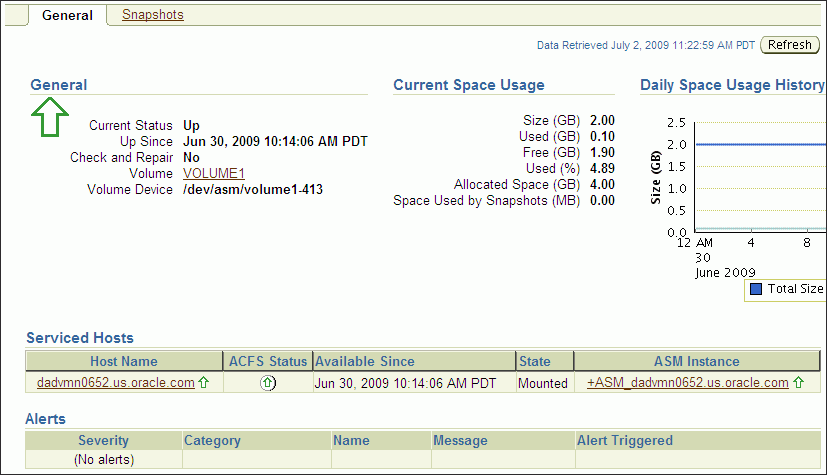 General Snapshots
Data Retrieved July 2, 2009 11:22:59 AM PDT Refresh
General
Current Status Up
Up Since Jun 30, 2009 10:14:06 AM PDT
Check and Repair No
Volume VOLUME1
Volume Device /dev/asm/volume1-413
Current Space Usage
Size (GB) 2.00
Used (GB) 0.10
Free (GB) 1.90
Used (%) 4.89
Allocated Space (GB) 4.00
Space Used by Snapshots (MB) 0.00
Daily Space Usage History
Size (GB)
2.5
2.0
1.5
1.0
0.5
0.0
12 AM 4 8
30
June 2009
Total Size
Serviced Hosts
Host Name ACFS Status Available Since State ASM Instance
dadvmn0652.us.oracle.com Jun 30, 2009 10:14:06 AM PDT Mounted +ASM_dadvmn0652.us.oracle.com
Alerts
Severity Category Name Message Alert Triggered
(No alerts)